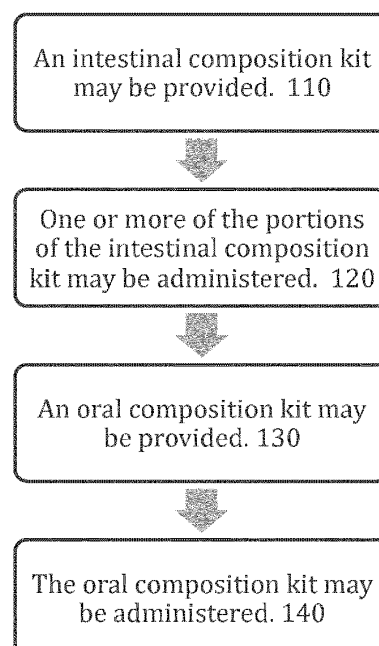 An intestinal composition kit
may be provided. 110
One or more of the portions
of the intestinal composition
kit may be administered. 120
An oral composition kit may
be provided. 130
The oral composition kit may
be administered. 140